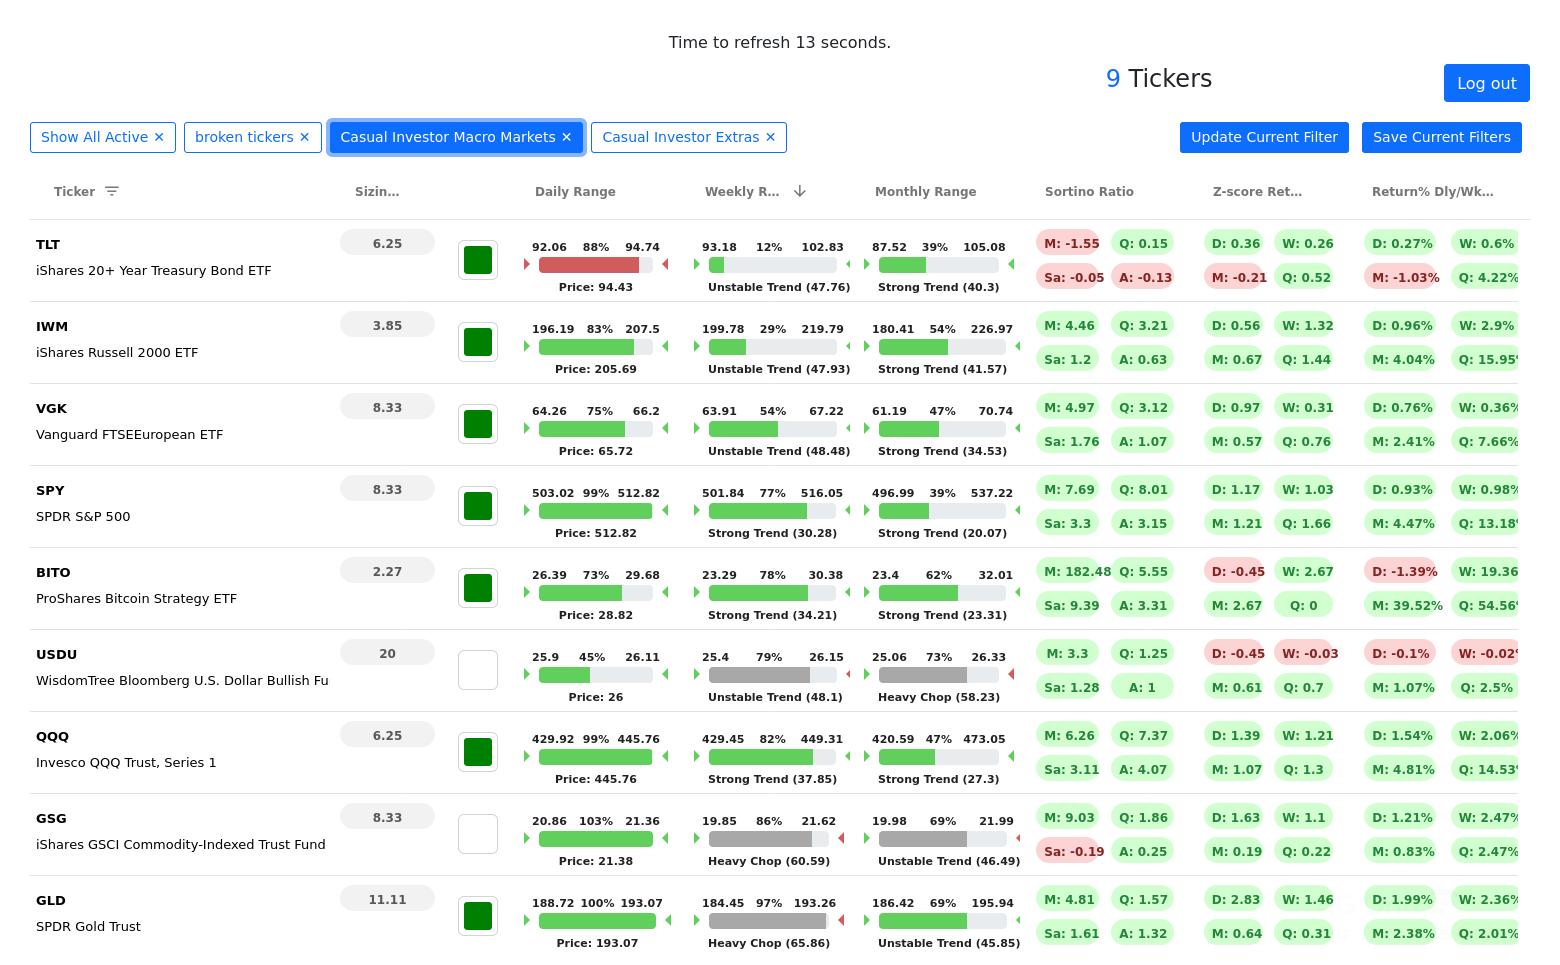 Time to refresh 13 seconds.
9 Tickers
Log out
Show All Active ✕ broken tickers ✕ Casual Investor Macro Markets ✕ Casual Investor Extras ✕ Update Current Filter Save Current Filters
Ticker Sizin... Daily Range Weekly R... Monthly Range Sortino Ratio Z-score Ret... Return% Dly/Wk...
TLT 6.25 92.06 88% 94.74 93.18 12% 102.83 87.52 39% 105.08 M: -1.55 Q: 0.15 D: 0.36 W: 0.26 D: 0.27% W: 0.6%
iShares 20+ Year Treasury Bond ETF Sa: -0.05 A: -0.13 M: -0.21 Q: 0.52 M: -1.03% Q: 4.22%
Price: 94.43 Unstable Trend (47.76) Strong Trend (40.3)
IWM 3.85 196.19 83% 207.5 199.78 29% 219.79 180.41 54% 226.97 M: 4.46 Q: 3.21 D: 0.56 W: 1.32 D: 0.96% W: 2.9%
iShares Russell 2000 ETF Sa: 1.2 A: 0.63 M: 0.67 Q: 1.44 M: 4.04% Q: 15.95%
Price: 205.69 Unstable Trend (47.93) Strong Trend (41.57)
VGK 8.33 64.26 75% 66.2 63.91 54% 67.22 61.19 47% 70.74 M: 4.97 Q: 3.12 D: 0.97 W: 0.31 D: 0.76% W: 0.36%
Vanguard FTSEEuropean ETF Sa: 1.76 A: 1.07 M: 0.57 Q: 0.76 M: 2.41% Q: 7.66%
Price: 65.72 Unstable Trend (48.48) Strong Trend (34.53)
SPY 8.33 503.02 99% 512.82 501.84 77% 516.05 496.99 39% 537.22 M: 7.69 Q: 8.01 D: 1.17 W: 1.03 D: 0.93% W: 0.98%
SPDR S&P 500 Sa: 3.3 A: 3.15 M: 1.21 Q: 1.66 M: 4.47% Q: 13.18%
Price: 512.82 Strong Trend (30.28) Strong Trend (20.07)
BITO 2.27 26.39 73% 29.68 23.29 78% 30.38 23.4 62% 32.01 M: 182.48 Q: 5.55 D: -0.45 W: 2.67 D: -1.39% W: 19.36
ProShares Bitcoin Strategy ETF Sa: 9.39 A: 3.31 M: 2.67 Q: 0 M: 39.52% Q: 54.56%
Price: 28.82 Strong Trend (34.21) Strong Trend (23.31)
USDU 20 25.9 45% 26.11 25.4 79% 26.15 25.06 73% 26.33 M: 3.3 Q: 1.25 D: -0.45 W: -0.03 D: -0.1% W: -0.02%
WisdomTree Bloomberg U.S. Dollar Bullish Fu Sa: 1.28 A: 1 M: 0.61 Q: 0.7 M: 1.07% Q: 2.5%
Price: 26 Unstable Trend (48.1) Heavy Chop (58.23)
QQQ 6.25 429.92 99% 445.76 429.45 82% 449.31 420.59 47% 473.05 M: 6.26 Q: 7.37 D: 1.39 W: 1.21 D: 1.54% W: 2.06%
Invesco QQQ Trust, Series 1 Sa: 3.11 A: 4.07 M: 1.07 Q: 1.3 M: 4.81% Q: 14.53%
Price: 445.76 Strong Trend (37.85) Strong Trend (27.3)
GSG 8.33 20.86 103% 21.36 19.85 86% 21.62 19.98 69% 21.99 M: 9.03 Q: 1.86 D: 1.63 W: 1.1 D: 1.21% W: 2.47%
iShares GSCI Commodity-Indexed Trust Fund Sa: -0.19 A: 0.25 M: 0.19 Q: 0.22 M: 0.83% Q: 2.47%
Price: 21.38 Heavy Chop (60.59) Unstable Trend (46.49)
GLD 11.11 188.72 100% 193.07 184.45 97% 193.26 186.42 69% 195.94 M: 4.81 Q: 1.57 D: 2.83 W: 1.46 D: 1.99% W: 2.36%
SPDR Gold Trust Sa: 1.61 A: 1.32 M: 0.64 Q: 0.31 M: 2.38% Q: 2.01%
Price: 193.07 Heavy Chop (65.86) Unstable Trend (45.85)